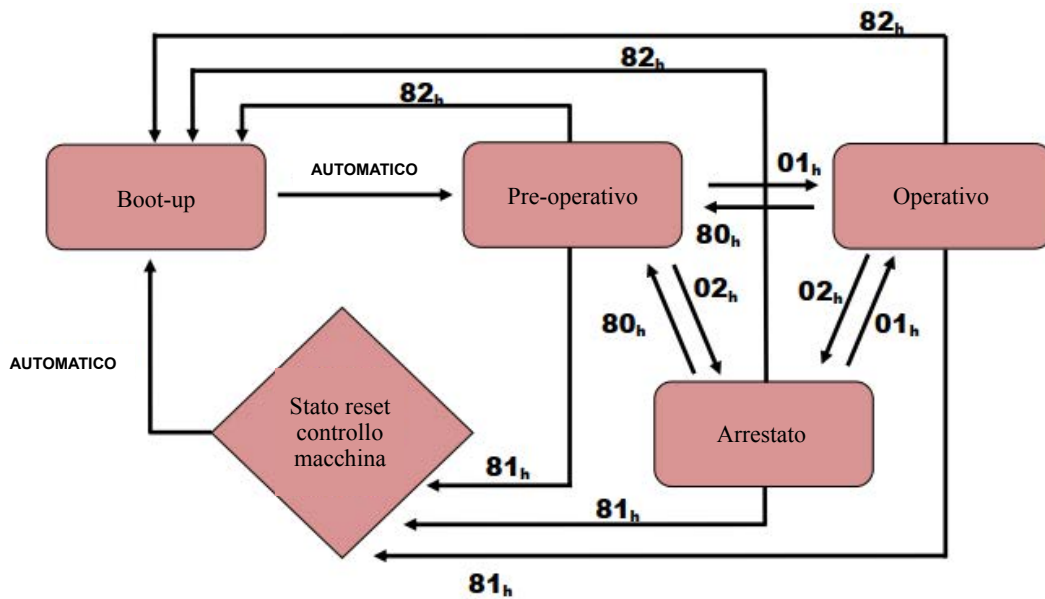 82h
82h
82h
AUTOMATICO
01h
Boot-up
Pre-operativo
Operativo
80h
02h
02h
80h
01h
AUTOMATICO
Stato reset
controllo
macchina
Arrestato
81h
81h
81h